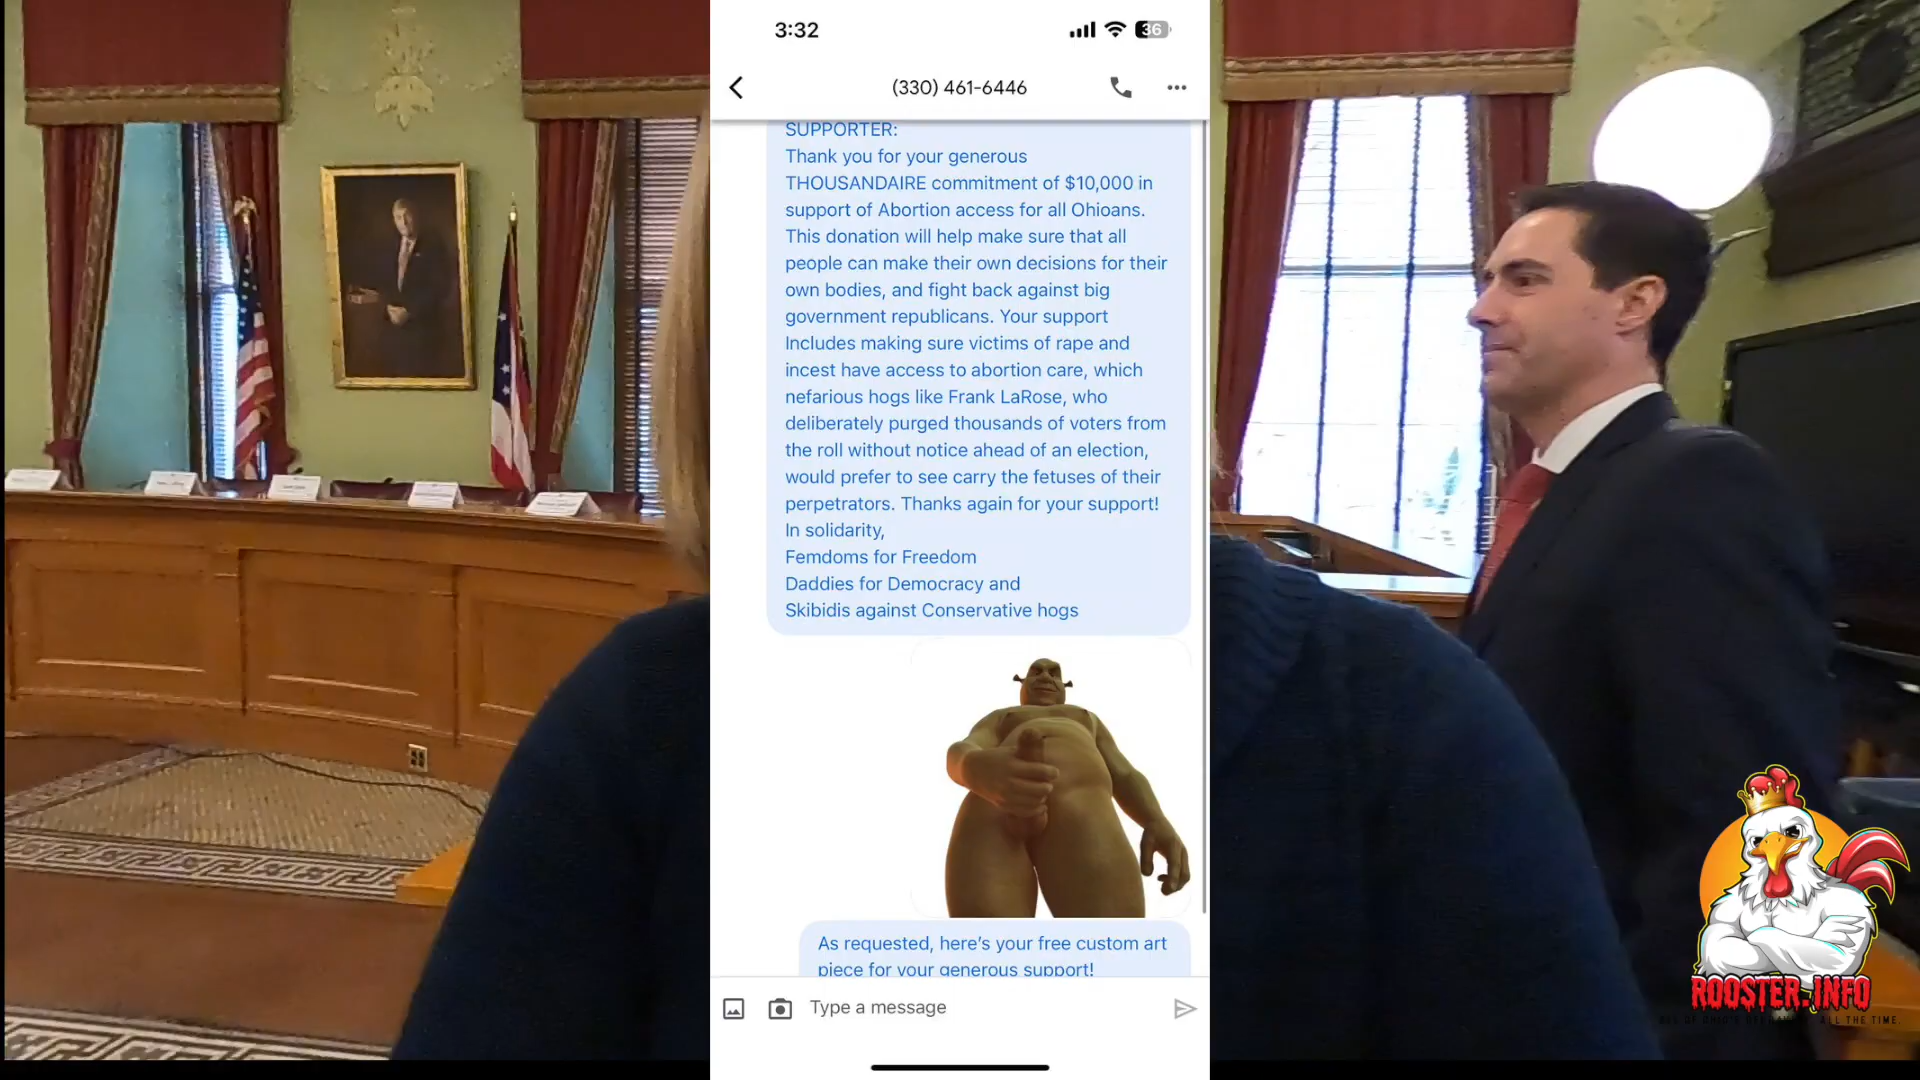 3:32
36
(330) 461-6446
SUPPORTER:
Thank you for your generous
THOUSANDAIRE commitment of $10,000 in
support of Abortion access for all Ohioans.
This donation will help make sure that all
people can make their own decisions for their
own bodies, and fight back against big
government republicans. Your support
Includes making sure victims of rape and
incest have access to abortion care, which
nefarious hogs like Frank LaRose, who
deliberately purged thousands of voters from
the roll without notice ahead of an election,
would prefer to see carry the fetuses of their
perpetrators. Thanks again for your support!
In solidarity,
Femdoms for Freedom
Daddies for Democracy and
Skibidis against Conservative hogs
As requested, here's your free custom art
piece for your generous support!
Type a message
ROOSTER.INFO
ALL THE TIME.